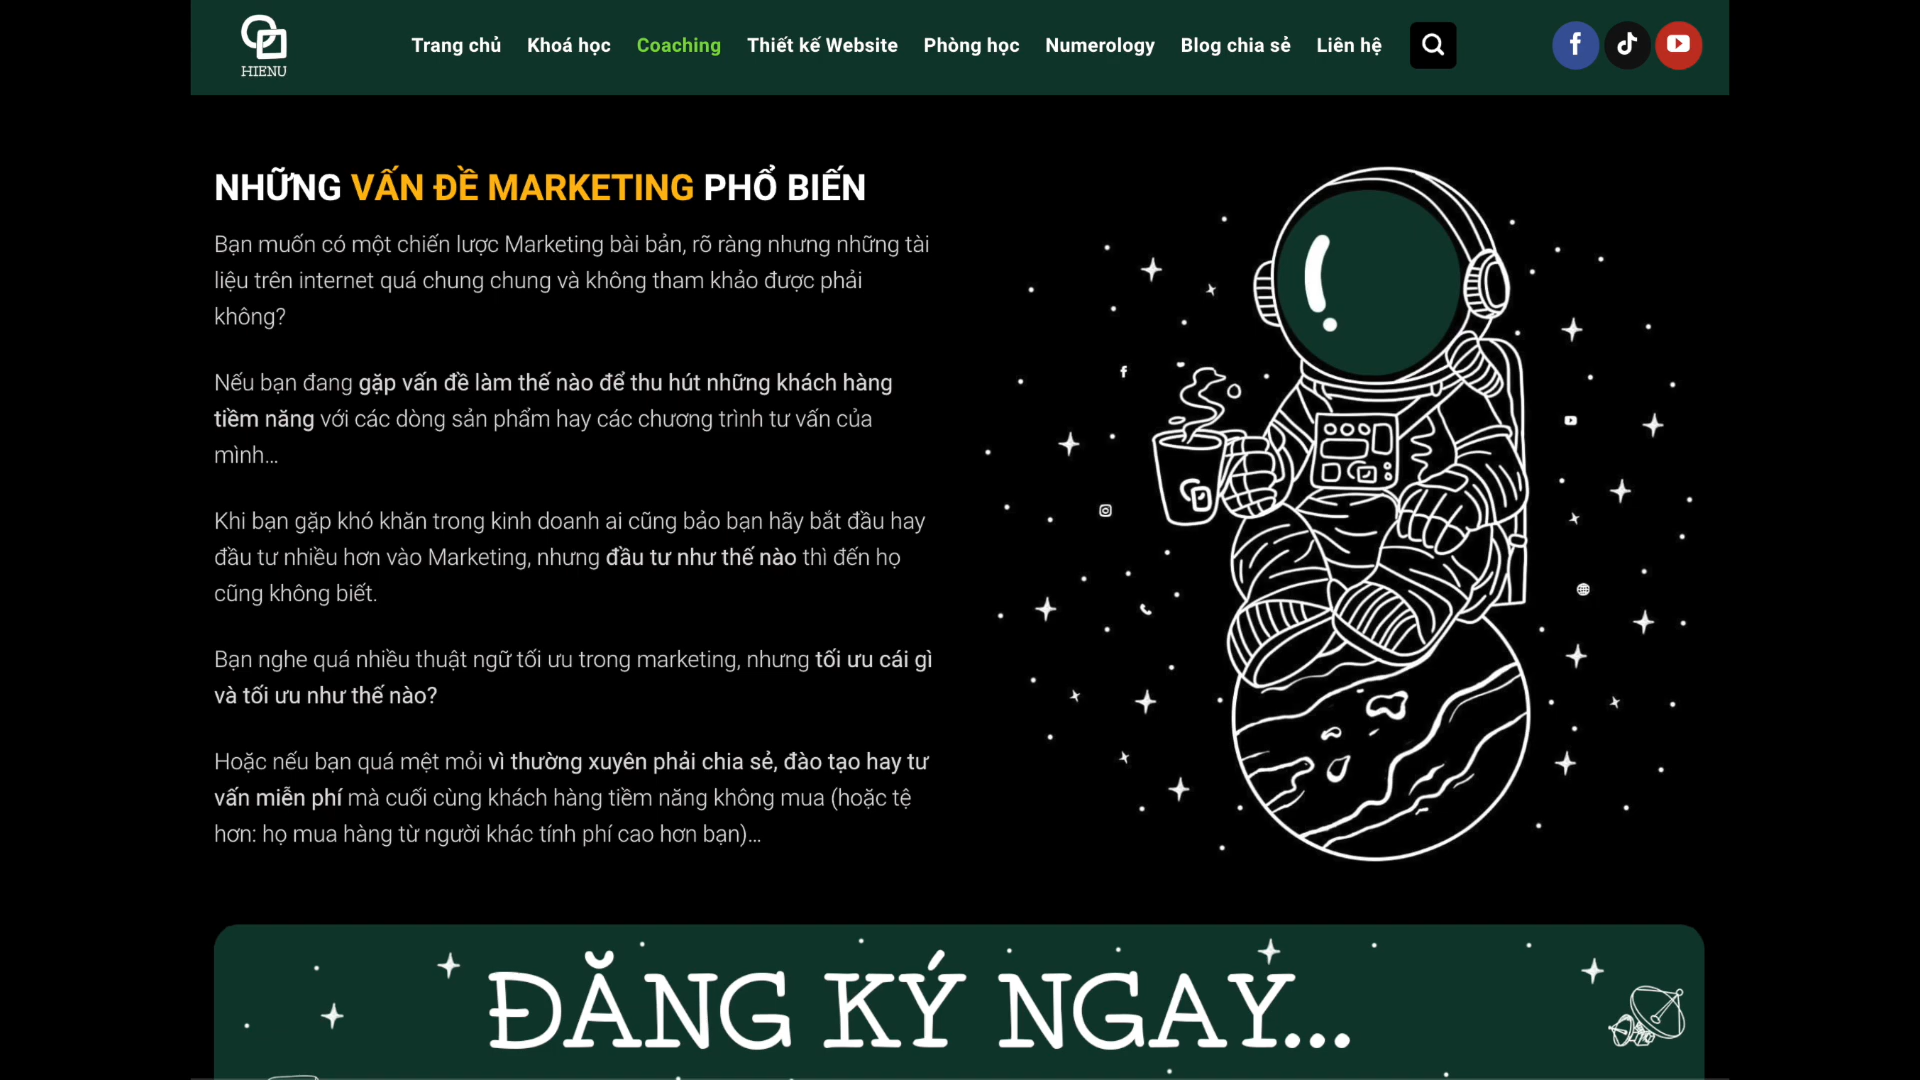 HIENU
Trang chủ Khoá học Coaching Thiết kế Website Phòng học Numerology Blog chia sẻ Liên hệ
NHỮNG VẤN ĐỀ MARKETING PHỔ BIẾN
Bạn muốn có một chiến lược Marketing bài bản, rõ ràng nhưng những tài
liệu trên internet quá chung chung và không tham khảo được phải
không?
Nếu bạn đang gặp vấn đề làm thế nào để thu hút những khách hàng
tiềm năng với các dòng sản phẩm hay các chương trình tư vấn của
mình...
Khi bạn gặp khó khăn trong kinh doanh ai cũng bảo bạn hãy bắt đầu hay
đầu tư nhiều hơn vào Marketing, nhưng đầu tư như thế nào thì đến họ
cũng không biết.
Bạn nghe quá nhiều thuật ngữ tối ưu trong marketing, nhưng tối ưu cái gì
và tối ưu như thế nào?
Hoặc nếu bạn quá mệt mỏi vì thường xuyên phải chia sẻ, đào tạo hay tư
vấn miễn phí mà cuối cùng khách hàng tiềm năng không mua (hoặc tệ
hơn: họ mua hàng từ người khác tính phí cao hơn bạn)...
ĐĂNG KÝ NGAY...